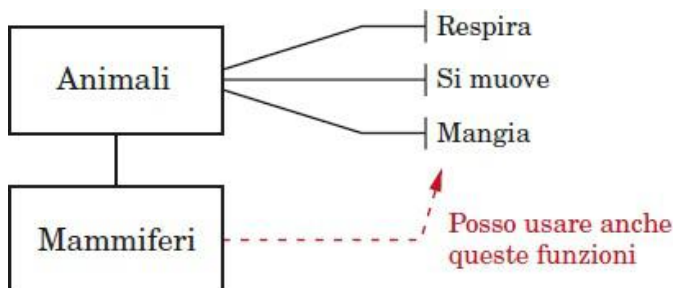 Animali
Respira
Si muove
Mangia
Mammiferi
Posso usare anche
queste funzioni